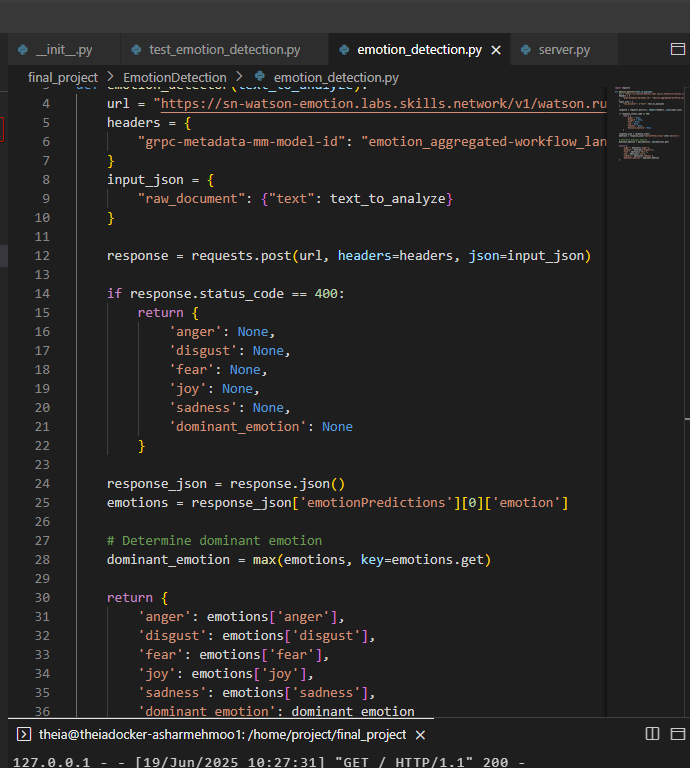 __init__.py test_emotion_detection.py emotion_detection.py server.py
final_project > EmotionDetection > emotion_detection.py
3 def emotion_detector(text_to_analyze):
4 url = "https://sn-watson-emotion.labs.skills.network/v1/watson.ru
5 headers = {
6 "grpc-metadata-mm-model-id": "emotion_aggregated-workflow_lan
7 }
8 input_json = {
9 "raw_document": {"text": text_to_analyze}
10 }
11
12 response = requests.post(url, headers=headers, json=input_json)
13
14 if response.status_code == 400:
15 return {
16 'anger': None,
17 'disgust': None,
18 'fear': None,
19 'joy': None,
20 'sadness': None,
21 'dominant_emotion': None
22 }
23
24 response_json = response.json()
25 emotions = response_json['emotionPredictions'][0]['emotion']
26
27 # Determine dominant emotion
28 dominant_emotion = max(emotions, key=emotions.get)
29
30 return {
31 'anger': emotions['anger'],
32 'disgust': emotions['disgust'],
33 'fear': emotions['fear'],
34 'joy': emotions['joy'],
35 'sadness': emotions['sadness'],
36 'dominant_emotion': dominant_emotion
theia@theiadocker-asharmehmoo1: /home/project/final_project
127.0.0.1 - - [19/Jun/2025 10:27:31] "GET / HTTP/1.1" 200 -